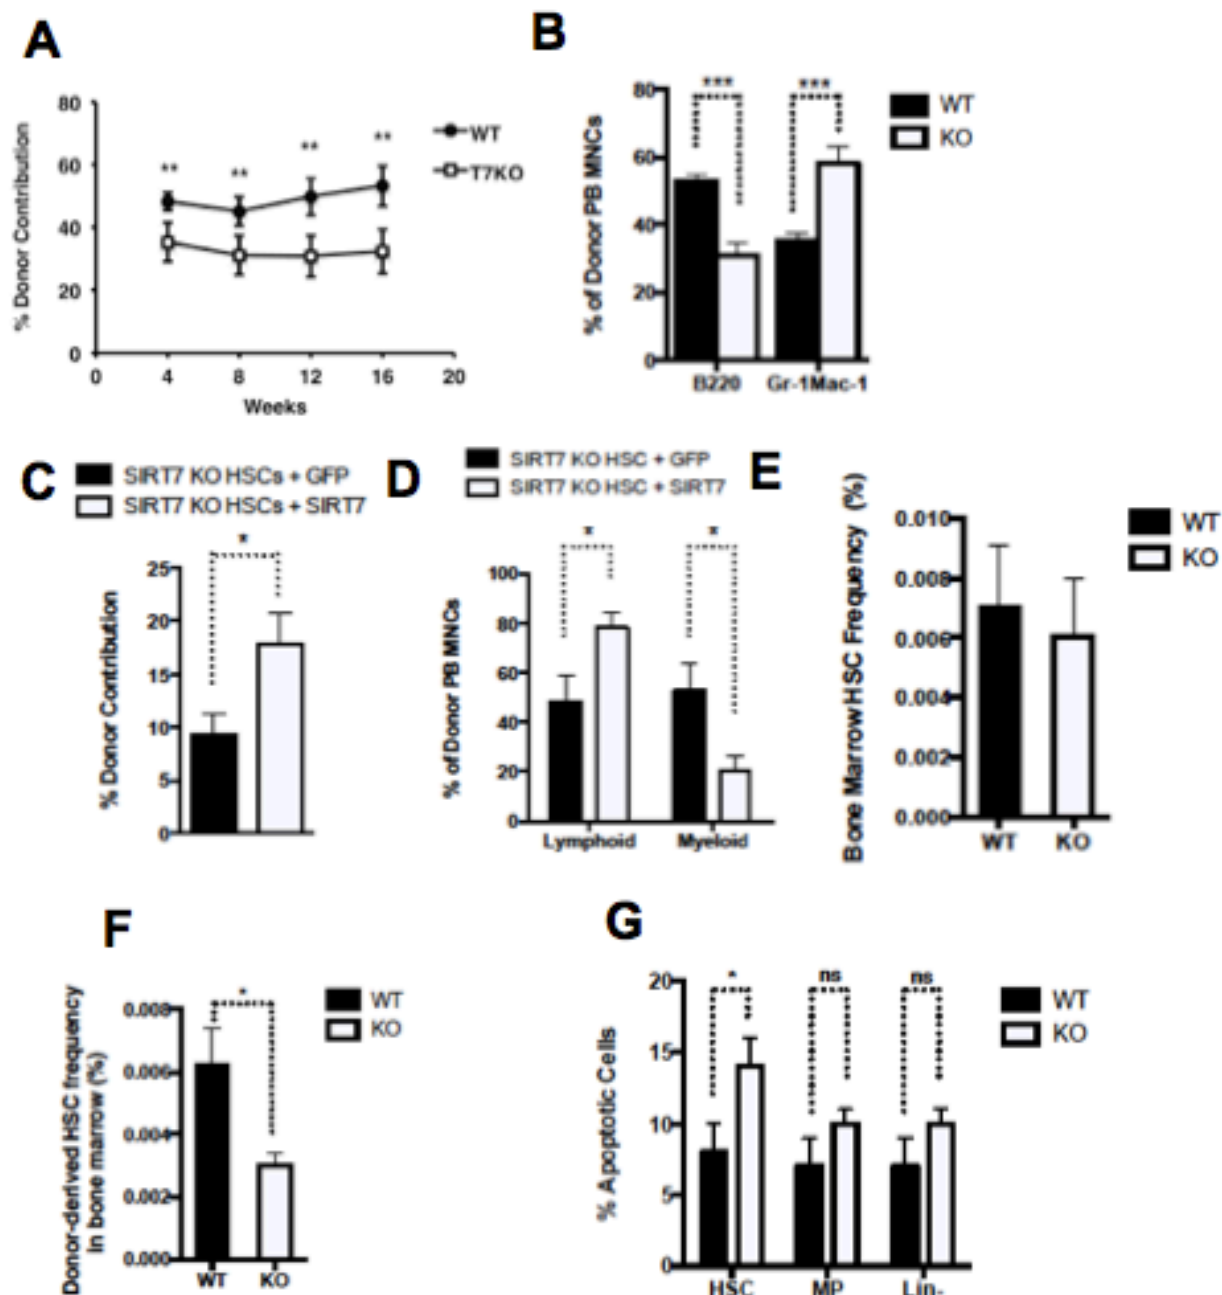 A
80
60
40
20
0
** ** ** **
WT
T7KO
% Donor Contribution
0 4 8 12 16 20
Weeks
B
*** ***
80
60
40
20
0
% of Donor PB MNCs
B220 Gr-1Mac-1
WT
KO
C
SIRT7 KO HSCs + GFP
SIRT7 KO HSCs + SIRT7
*
25
20
15
10
5
0
% Donor Contribution
D
SIRT7 KO HSC + GFP
SIRT7 KO HSC + SIRT7
* *
100
80
60
40
20
0
% of Donor PB MNCs
Lymphoid Myeloid
E
0.010
0.008
0.006
0.004
0.002
0.000
Bone Marrow HSC Frequency (%)
WT KO
WT
KO
F
*
0.008
0.006
0.004
0.002
0.000
Donor-derived HSC frequency
In bone marrow (%)
WT KO
WT
KO
G
* ns ns
20
15
10
5
0
% Apoptotic Cells
HSC MP Lin-
WT
KO